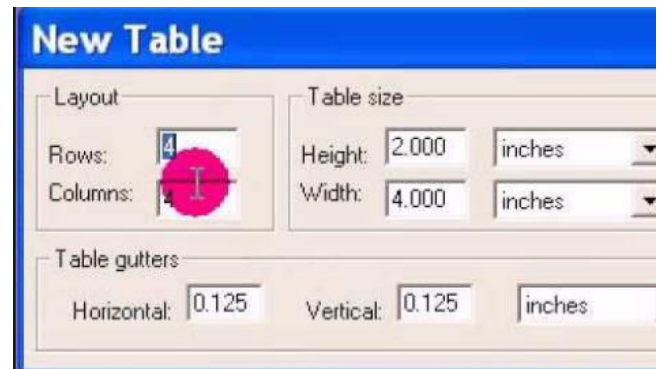 New Table
Layout
Rows: 4
Columns: 4
Table size
Height: 2.000 inches
Width: 4.000 inches
Table gutters
Horizontal: 0.125 Vertical: 0.125 inches